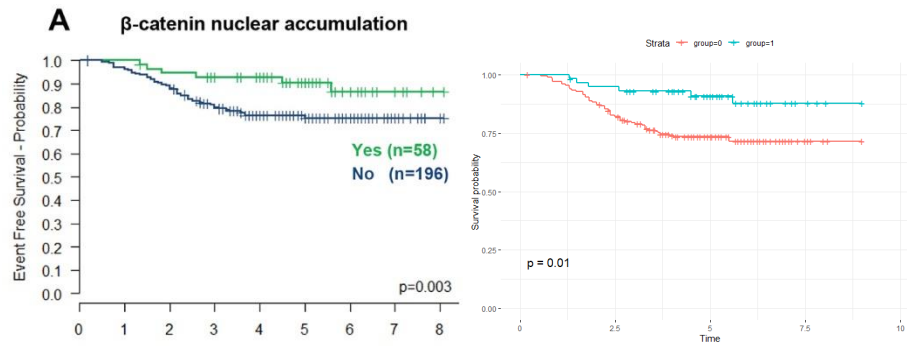 A
β-catenin nuclear accumulation
Event Free Survival - Probability
1.0
0.9
0.8
0.7
0.6
0.5
0.4
0.3
0.2
0.1
0.0
Yes (n=58)
No (n=196)
p=0.003
0 1 2 3 4 5 6 7 8
Strata group=0 group=1
Survival probability
1.00
0.75
0.50
0.25
0.00
p = 0.01
0 2.5 5 7.5 10
Time